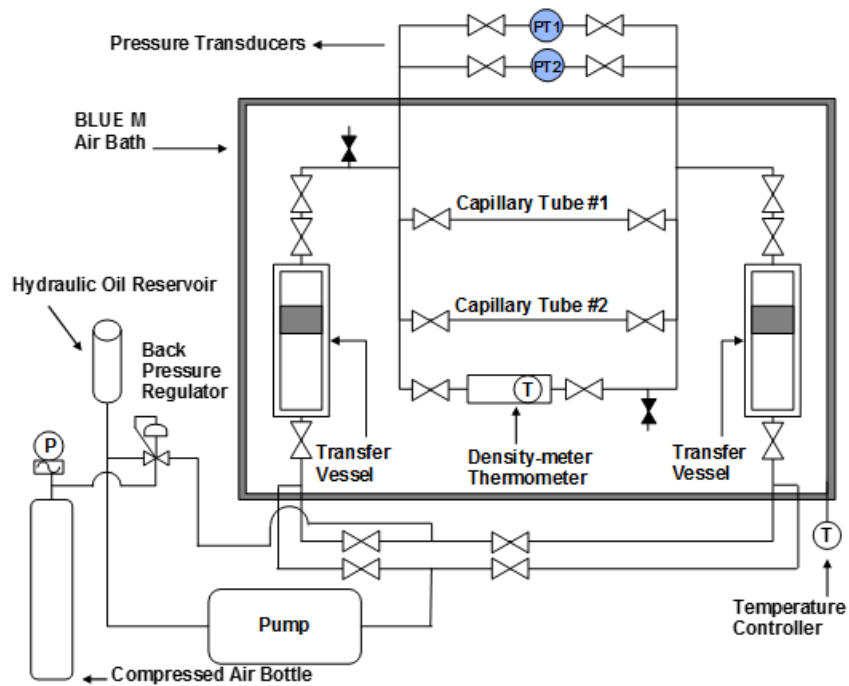 PT1
Pressure Transducers
PT2
BLUE M
Air Bath
Capillary Tube #1
Hydraulic Oil Reservoir
Capillary Tube #2
Back
Pressure
Regulator
T
P
Transfer
Vessel
Density-meter
Thermometer
Transfer
Vessel
T
Pump
Temperature
Controller
Compressed Air Bottle